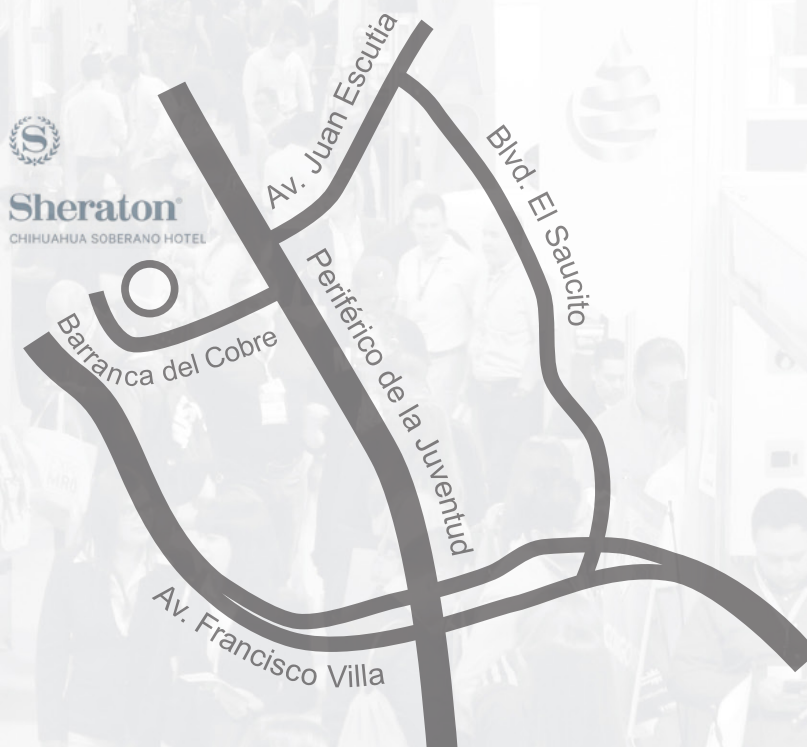 Av. Juan Escutia
Blvd. El Saucito
S
Sheraton
CHIHUAHUA SOBERANO HOTEL
Periférico de la Juventud
Barranca del Cobre
Av. Francisco Villa